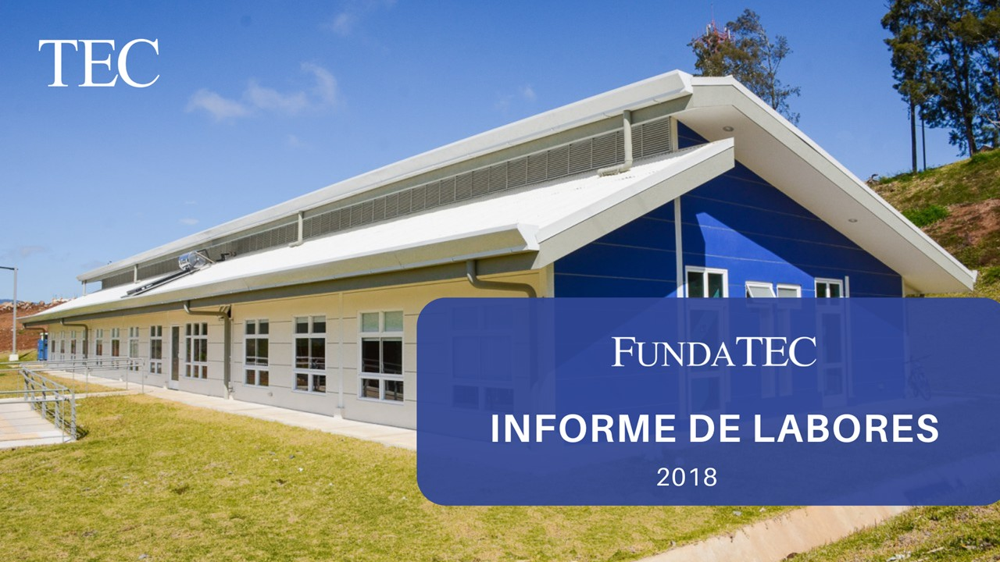 TEC
FUNDATEC
INFORME DE LABORES
2018